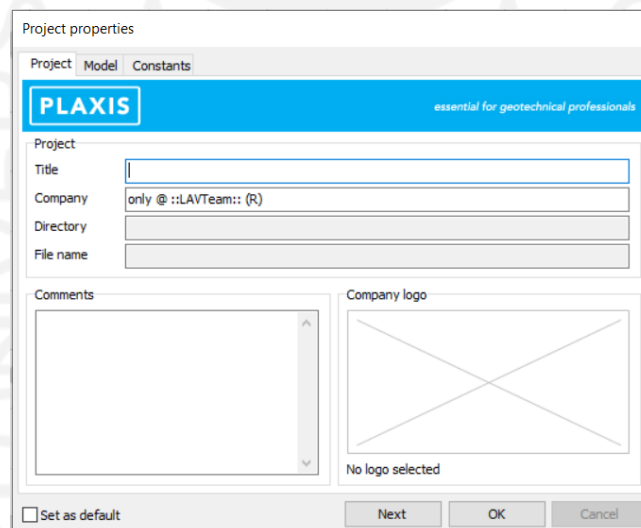 Project properties
Project Model Constants
PLAXIS essential for geotechnical professionals
Project
Title
Company only @ ::LAVTeam:: (R)
Directory
File name
Comments
Company logo
No logo selected
Set as default Next OK Cancel